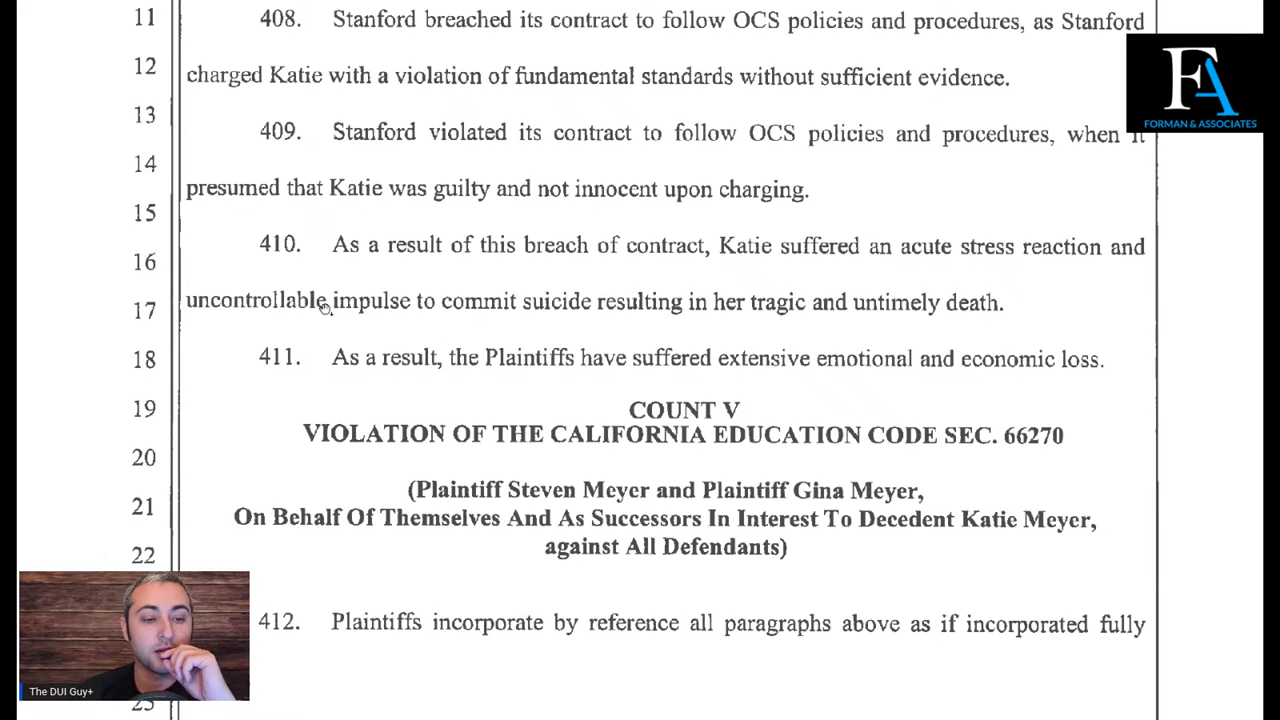 11 408. Stanford breached its contract to follow OCS policies and procedures, as Stanford
12 charged Katie with a violation of fundamental standards without sufficient evidence.
13 409. Stanford violated its contract to follow OCS policies and procedures, when it
14 presumed that Katie was guilty and not innocent upon charging.
15
16 410. As a result of this breach of contract, Katie suffered an acute stress reaction and
17 uncontrollable impulse to commit suicide resulting in her tragic and untimely death.
18 411. As a result, the Plaintiffs have suffered extensive emotional and economic loss.
19 COUNT V
VIOLATION OF THE CALIFORNIA EDUCATION CODE SEC. 66270
20
(Plaintiff Steven Meyer and Plaintiff Gina Meyer,
21 On Behalf Of Themselves And As Successors In Interest To Decedent Katie Meyer,
22 against All Defendants)
412. Plaintiffs incorporate by reference all paragraphs above as if incorporated fully
FA
FORMAN & ASSOCIATES
The DUI Guy+